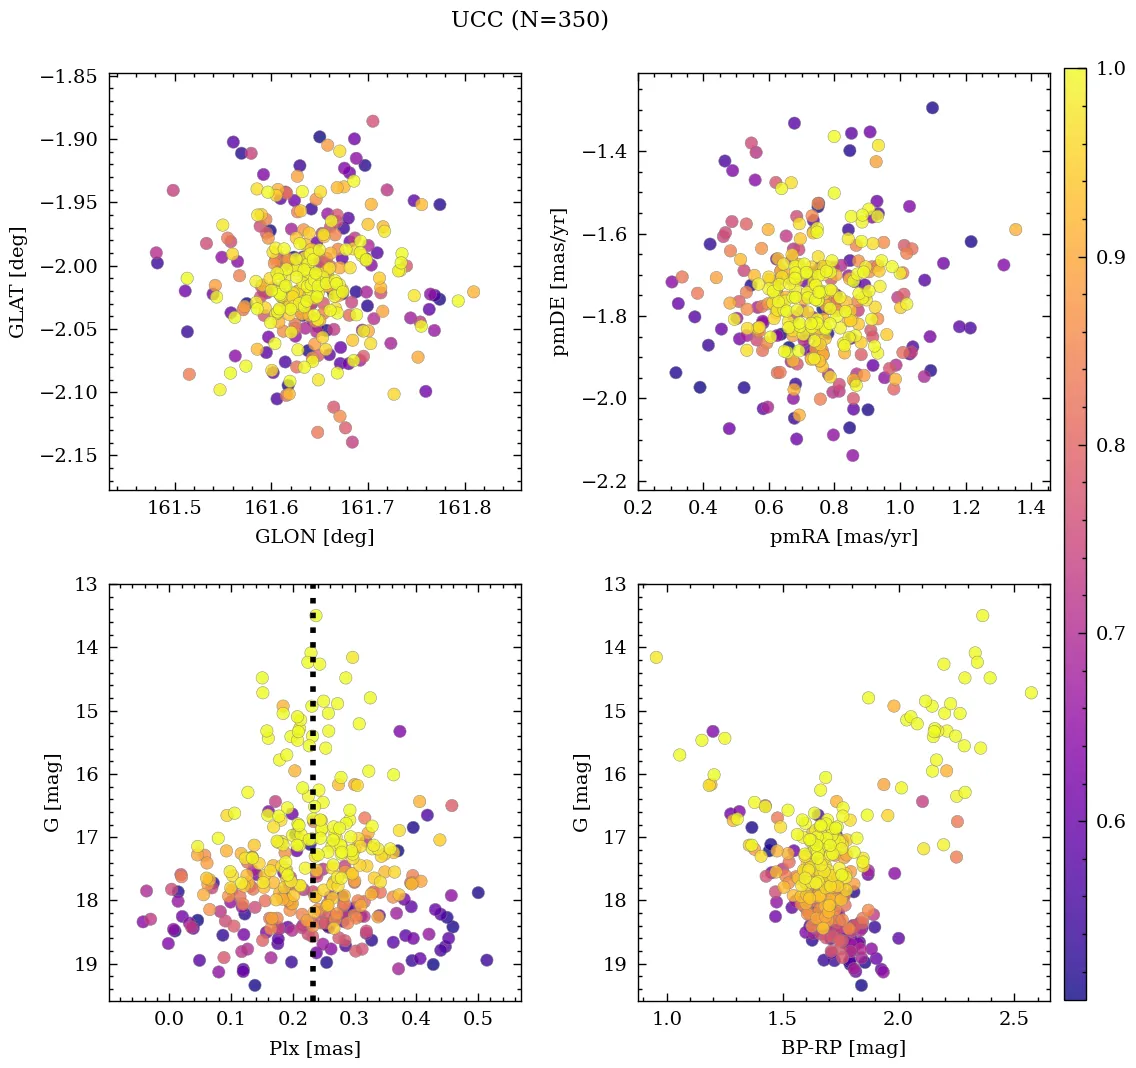 UCC (N=350)
−1.85
−1.90
−1.95
−2.00
−2.05
−2.10
−2.15
GLAT [deg]
161.5 161.6 161.7 161.8
GLON [deg]
−1.4
−1.6
−1.8
−2.0
−2.2
pmDE [mas/yr]
0.2 0.4 0.6 0.8 1.0 1.2 1.4
pmRA [mas/yr]
1.0
0.9
0.8
0.7
0.6
13
14
15
16
17
18
19
G [mag]
0.0 0.1 0.2 0.3 0.4 0.5
Plx [mas]
13
14
15
16
17
18
19
G [mag]
1.0 1.5 2.0 2.5
BP-RP [mag]